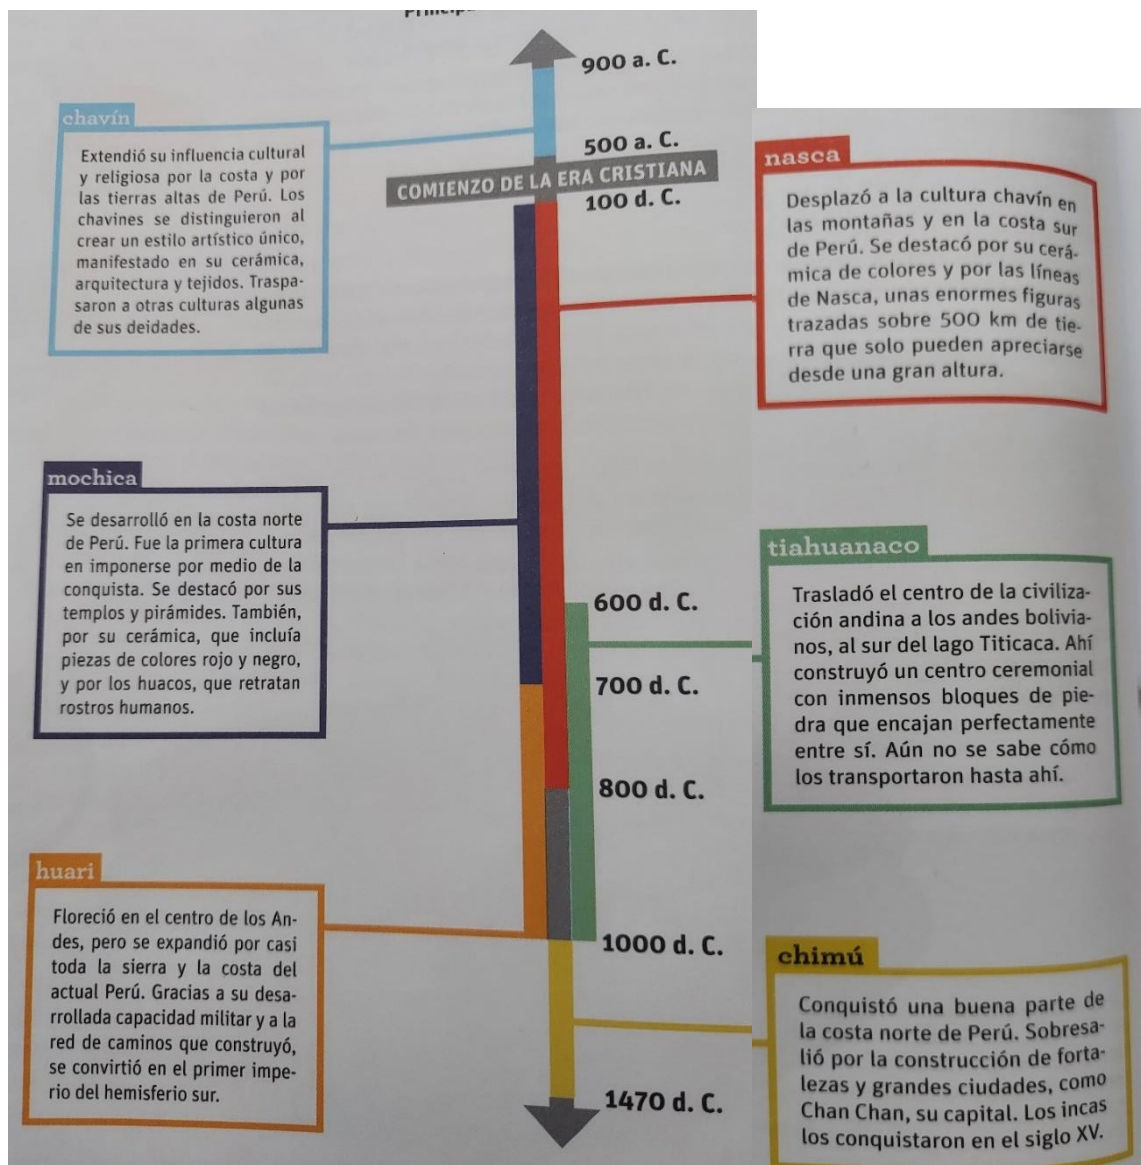 900 a. C.
chavín
Extendió su influencia cultural
y religiosa por la costa y por
las tierras altas de Perú. Los
chavines se distinguieron al
crear un estilo artístico único,
manifestado en su cerámica,
arquitectura y tejidos. Traspa-
saron a otras culturas algunas
de sus deidades.
500 a. C.
COMIENZO DE LA ERA CRISTIANA
100 d. C.
nasca
Desplazó a la cultura chavín en
las montañas y en la costa sur
de Perú. Se destacó por su cerá-
mica de colores y por las líneas
de Nasca, unas enormes figuras
trazadas sobre 500 km de tie-
rra que solo pueden apreciarse
desde una gran altura.
mochica
Se desarrolló en la costa norte
de Perú. Fue la primera cultura
en imponerse por medio de la
conquista. Se destacó por sus
templos y pirámides. También,
por su cerámica, que incluía
piezas de colores rojo y negro,
y por los huacos, que retratan
rostros humanos.
tiahuanaco
Trasladó el centro de la civiliza-
ción andina a los andes bolivia-
nos, al sur del lago Titicaca. Ahí
construyó un centro ceremonial
con inmensos bloques de pie-
dra que encajan perfectamente
entre sí. Aún no se sabe cómo
los transportaron hasta ahí.
600 d. C.
700 d. C.
800 d. C.
huari
Floreció en el centro de los An-
des, pero se expandió por casi
toda la sierra y la costa del
actual Perú. Gracias a su desa-
rrollada capacidad militar y a la
red de caminos que construyó,
se convirtió en el primer impe-
rio del hemisferio sur.
1000 d. C.
chimú
Conquistó una buena parte de
la costa norte de Perú. Sobresa-
lió por la construcción de forta-
lezas y grandes ciudades, como
Chan Chan, su capital. Los incas
los conquistaron en el siglo XV.
1470 d. C.